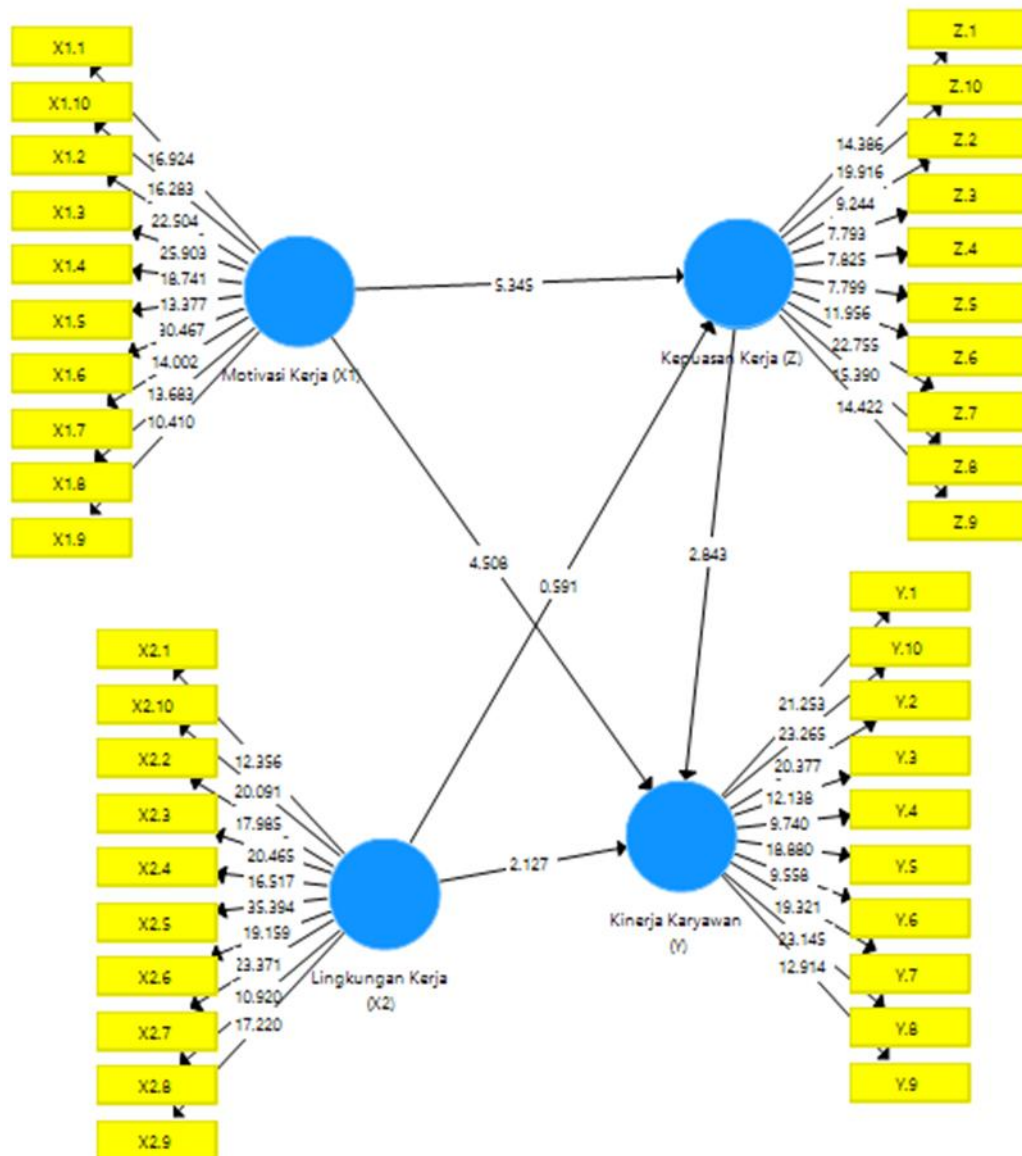 X1.1
X1.10
X1.2
X1.3
X1.4
X1.5
X1.6
X1.7
X1.8
X1.9
16.924
16.283
22.504
25.903
18.741
13.377
30.467
14.002
13.683
10.410
Motivasi Kerja (X1)
5.345
Z.1
Z.10
Z.2
Z.3
Z.4
Z.5
Z.6
Z.7
Z.8
Z.9
14.386
19.916
9.244
7.793
7.825
7.799
11.956
22.755
15.390
14.422
Kepuasan Kerja (Z)
4.508
0.591
2.843
X2.1
X2.10
X2.2
X2.3
X2.4
X2.5
X2.6
X2.7
X2.8
X2.9
12.356
20.091
17.985
20.465
16.517
35.394
19.159
23.371
10.920
17.220
Lingkungan Kerja
(X2)
2.127
Y.1
Y.10
Y.2
Y.3
Y.4
Y.5
Y.6
Y.7
Y.8
Y.9
21.253
23.265
20.377
12.138
9.740
18.880
9.558
19.321
23.145
12.914
Kinerja Karyawan
(Y)